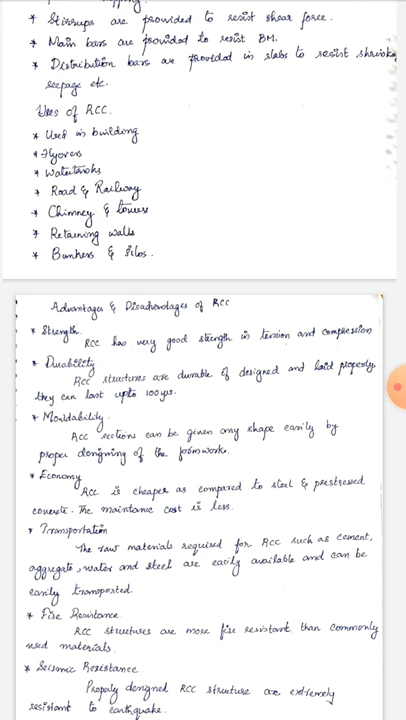 * Stirrups are provided to resist shear force.
* Main bars are provided to resist BM.
* Distribution bars are provided in slabs to resist shrinka
seepage etc.
Uses of RCC.
* Used in building
* Flyovers
* Watertanks
* Road & Railway
* Chimney & towers
* Retaining walls
* Bunkers & Silos.
Advantages & Disadvantages of RCC
* Strength.
RCC has very good strength in tension and compression
* Durability
RCC structures are durable if designed and laid properly,
they can last upto 100yrs.
* Mouldability.
RCC sections can be given any shape easily by
proper designing of the formworks.
* Economy
RCC is cheaper as compared to steel & prestressed
concrete. The maintance cost is less.
* Transportation
The raw materials required for RCC such as cement,
aggregate, water and steel are easily available and can be
easily transported.
* Fire Resistance.
RCC structures are more fire resistant than commonly
used materials.
* Seismic Resistance.
Properly designed RCC structure are extremely
resistant to earthquake.